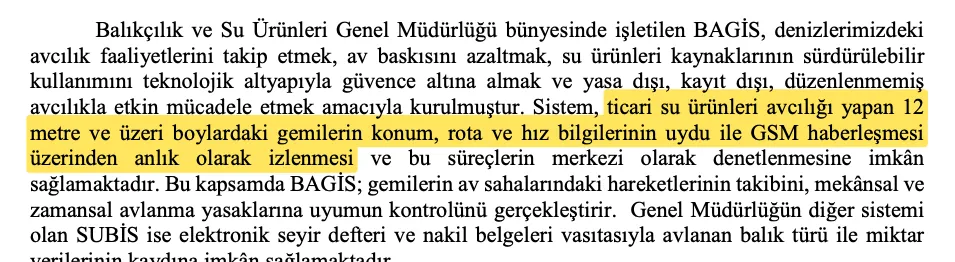 Balıkçılık ve Su Ürünleri Genel Müdürlüğü bünyesinde işletilen BAGİS, denizlerimizdeki
avcılık faaliyetlerini takip etmek, av baskısını azaltmak, su ürünleri kaynaklarının sürdürülebilir
kullanımını teknolojik altyapıyla güvence altına almak ve yasa dışı, kayıt dışı, düzenlenmemiş
avcılıkla etkin mücadele etmek amacıyla kurulmuştur. Sistem, ticari su ürünleri avcılığı yapan 12
metre ve üzeri boylardaki gemilerin konum, rota ve hız bilgilerinin uydu ile GSM haberleşmesi
üzerinden anlık olarak izlenmesi ve bu süreçlerin merkezi olarak denetlenmesine imkân
sağlamaktadır. Bu kapsamda BAGİS; gemilerin av sahalarındaki hareketlerinin takibini, mekânsal ve
zamansal avlanma yasaklarına uyumun kontrolünü gerçekleştirir. Genel Müdürlüğün diğer sistemi
olan SUBİS ise elektronik seyir defteri ve nakil belgeleri vasıtasıyla avlanan balık türü ile miktar
verilerinin kaydına imkân sağlamaktadır.